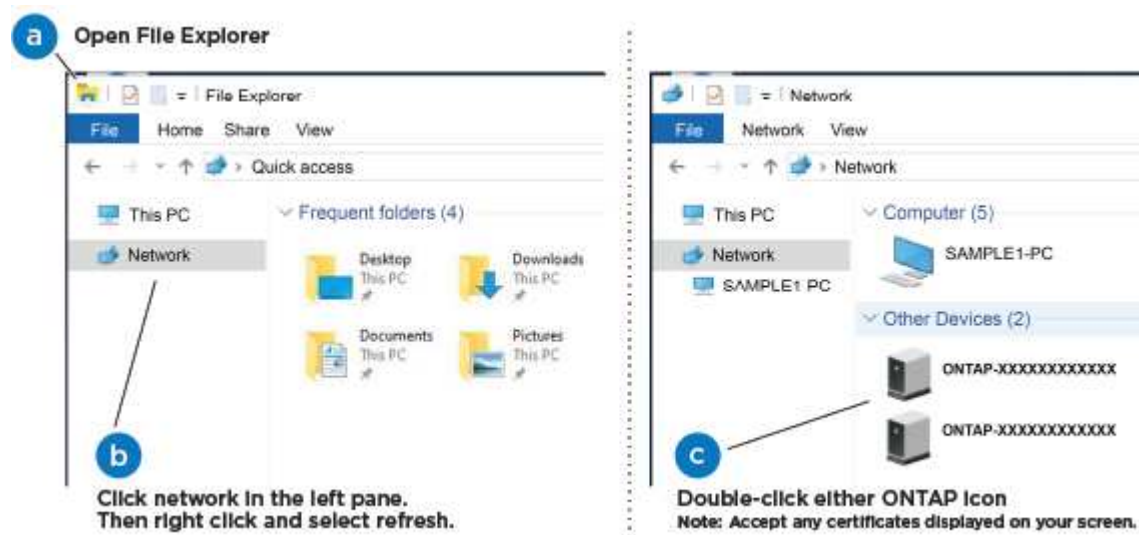 a
Open File Explorer
File Explorer
File Home Share View
Quick access
This PC
Network
Frequent folders (4)
Desktop
This PC
Downloads
This PC
Documents
This PC
Pictures
This PC
b
Click network in the left pane.
Then right click and select refresh.
Network
File Network View
Network
This PC
Network
SAMPLE1 PC
Computer (5)
SAMPLE1-PC
Other Devices (2)
ONTAP-XXXXXXXXXXXX
ONTAP-XXXXXXXXXXXX
c
Double-click either ONTAP icon
Note: Accept any certificates displayed on your screen.